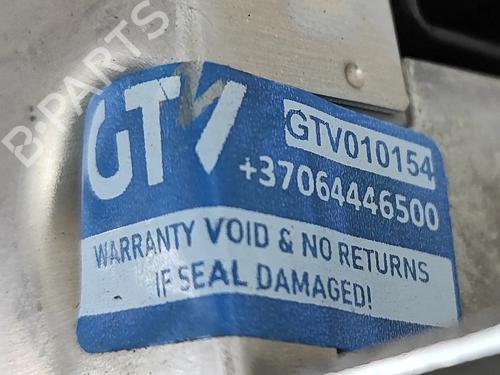 B-PARTS
GTV
GTV010154
+37064446500
WARRANTY VOID & NO RETURNS
IF SEAL DAMAGED!